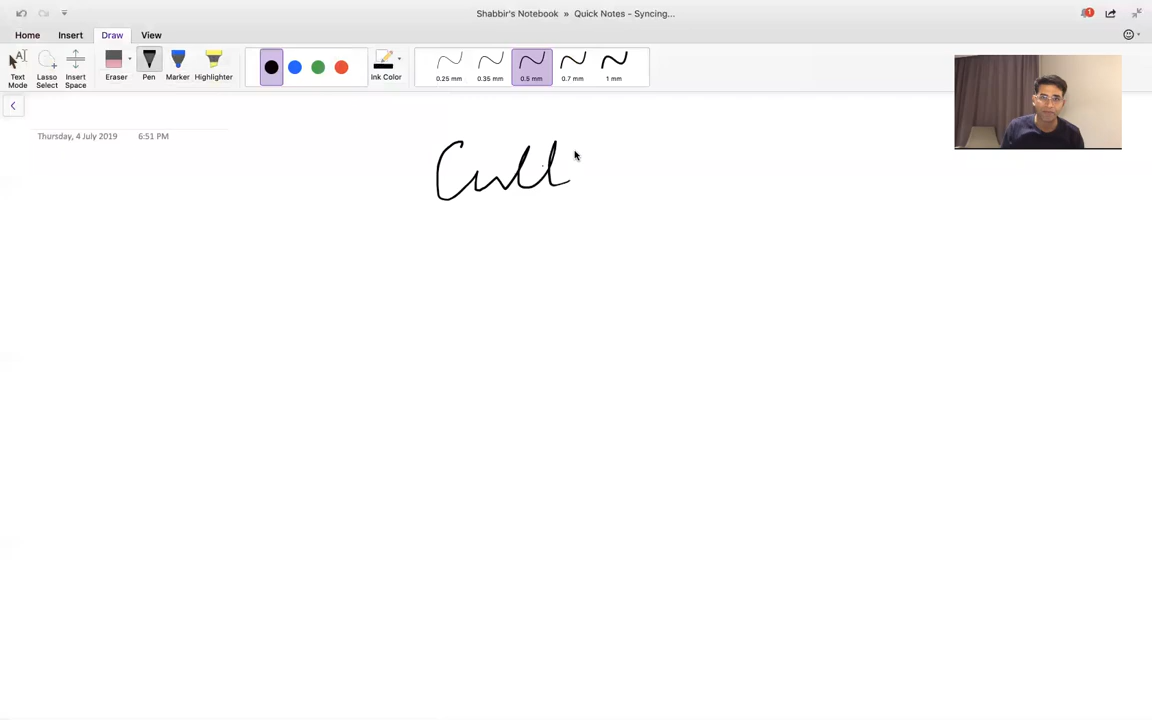 Shabbir's Notebook » Quick Notes - Syncing...
1
Home Insert Draw View
Text Mode
Lasso Select
Insert Space
Eraser
Pen
Marker
Highlighter
Ink Color
0.25 mm
0.35 mm
0.5 mm
0.7 mm
1 mm
Thursday, 4 July 2019 6:51 PM